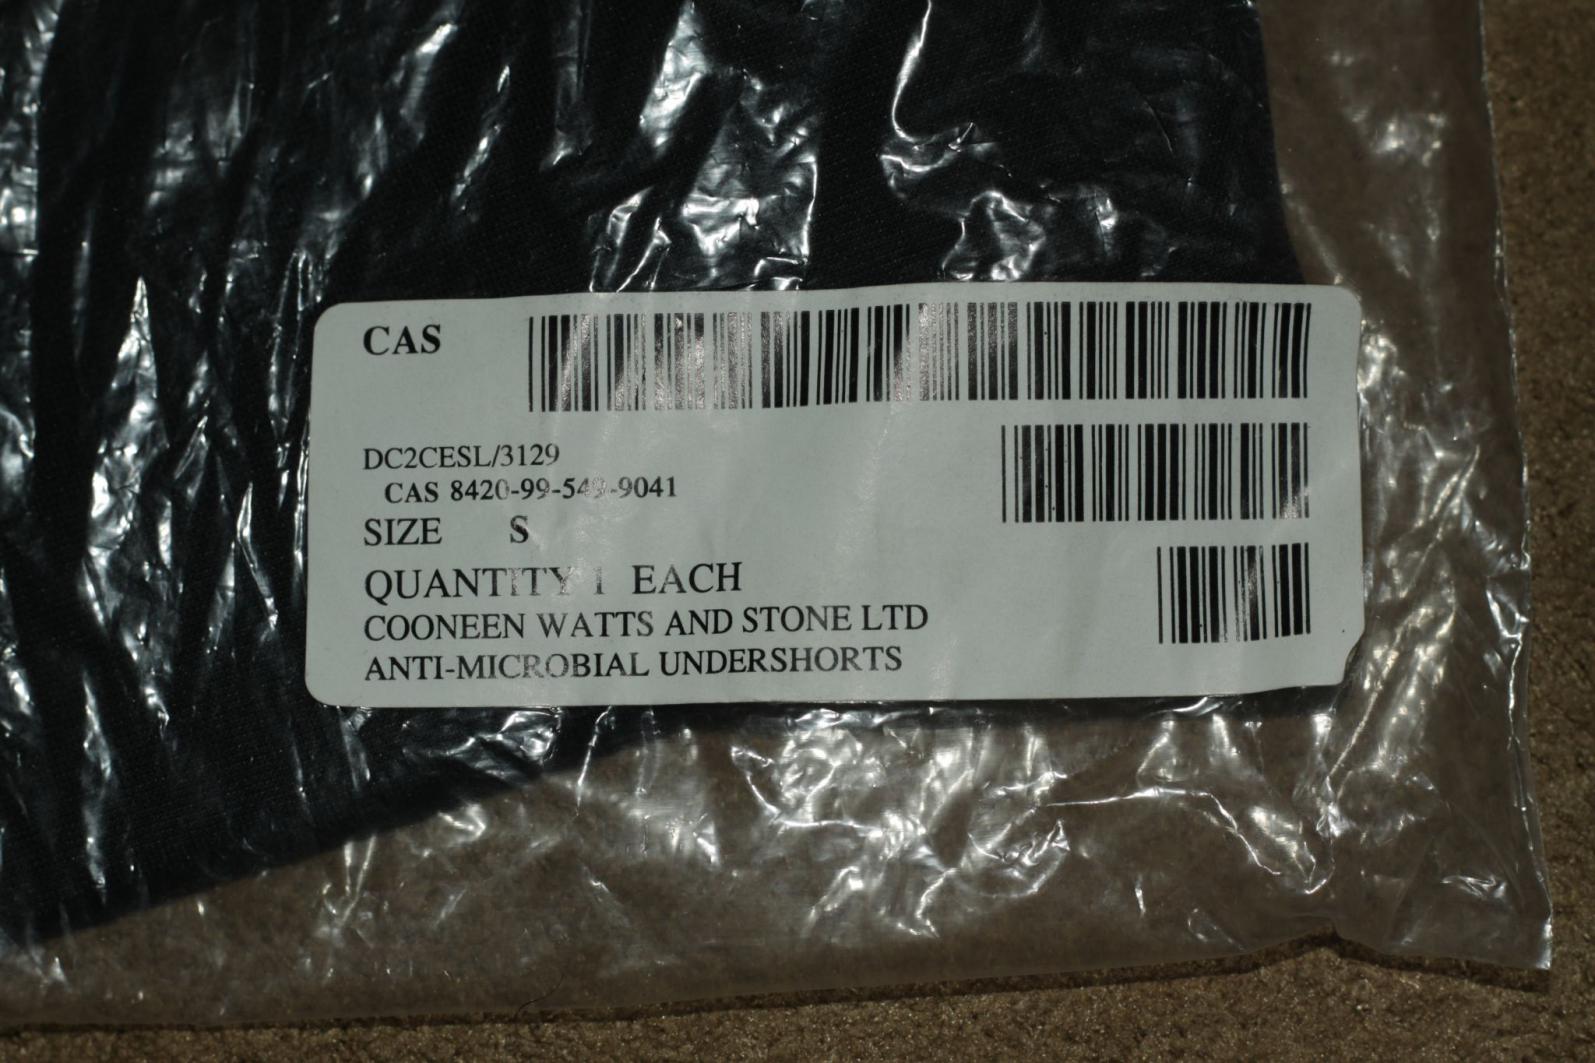 CAS
DC2CESL/3129
CAS 8420-99-549-9041
SIZE S
QUANTITY 1 EACH
COONEEN WATTS AND STONE LTD
ANTI-MICROBIAL UNDERSHORTS